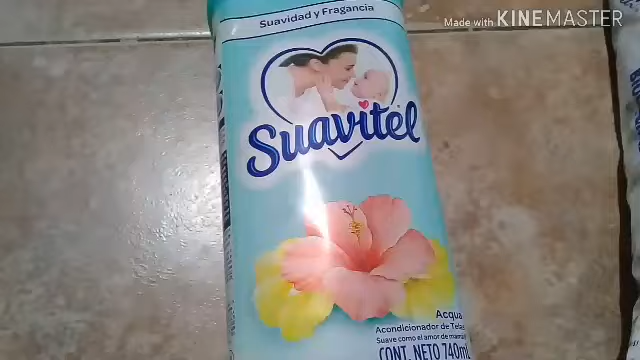 Made with KINEMASTER
Suavidad y Fragancia
Suavitel
Acqua
Acondicionador de Telas
Suave como el amor de mamá
CONT. NETO 740mL